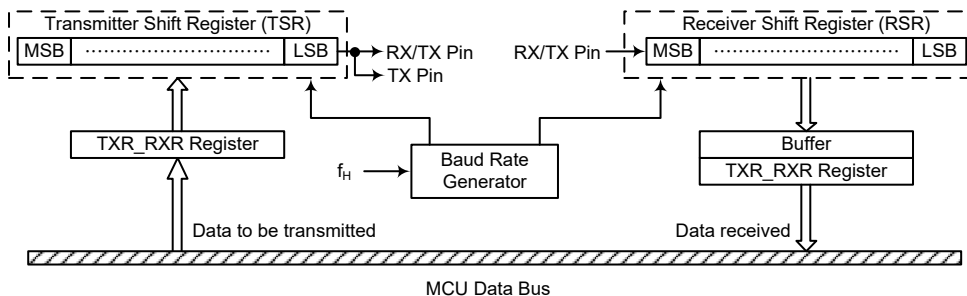 Transmitter Shift Register (TSR)
MSB ………………………… LSB
RX/TX Pin
TX Pin
Receiver Shift Register (RSR)
RX/TX Pin
MSB ………………………… LSB
TXR_RXR Register
fH
Baud Rate
Generator
Buffer
TXR_RXR Register
Data to be transmitted
Data received
MCU Data Bus